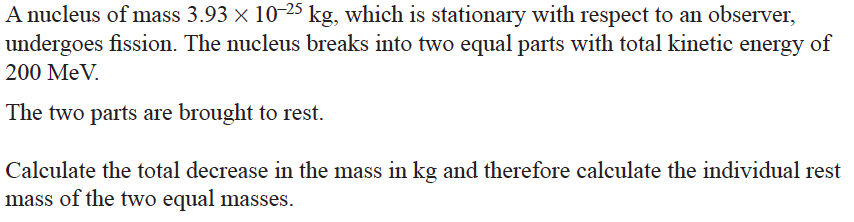 A nucleus of mass 3.93 × 10⁻²⁵ kg, which is stationary with respect to an observer,
undergoes fission. The nucleus breaks into two equal parts with total kinetic energy of
200 MeV.
The two parts are brought to rest.
Calculate the total decrease in the mass in kg and therefore calculate the individual rest
mass of the two equal masses.